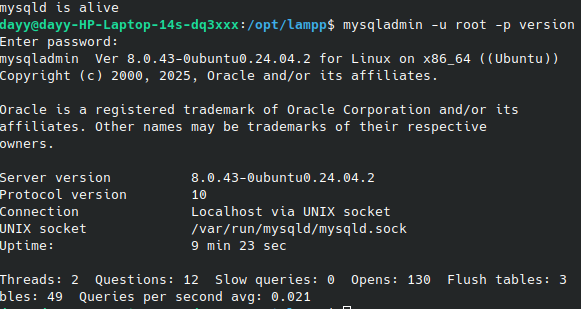 mysqld is alive
dayy@dayy-HP-Laptop-14s-dq3xxx:/opt/lampp$ mysqladmin -u root -p version
Enter password:
mysqladmin  Ver 8.0.43-0ubuntu0.24.04.2 for Linux on x86_64 ((Ubuntu))
Copyright (c) 2000, 2025, Oracle and/or its affiliates.

Oracle is a registered trademark of Oracle Corporation and/or its
affiliates. Other names may be trademarks of their respective
owners.

Server version          8.0.43-0ubuntu0.24.04.2
Protocol version        10
Connection              Localhost via UNIX socket
UNIX socket             /var/run/mysqld/mysqld.sock
Uptime:                 9 min 23 sec

Threads: 2  Questions: 12  Slow queries: 0  Opens: 130  Flush tables: 3
bles: 49  Queries per second avg: 0.021